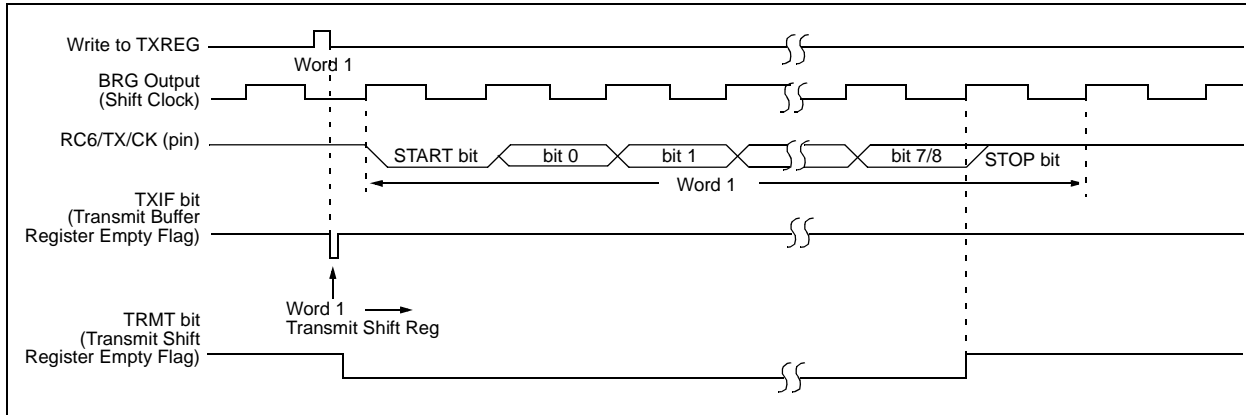 Write to TXREG
Word 1
BRG Output
(Shift Clock)
RC6/TX/CK (pin)
START bit
bit 0
bit 1
bit 7/8
STOP bit
Word 1
TXIF bit
(Transmit Buffer
Register Empty Flag)
Word 1
Transmit Shift Reg
TRMT bit
(Transmit Shift
Register Empty Flag)